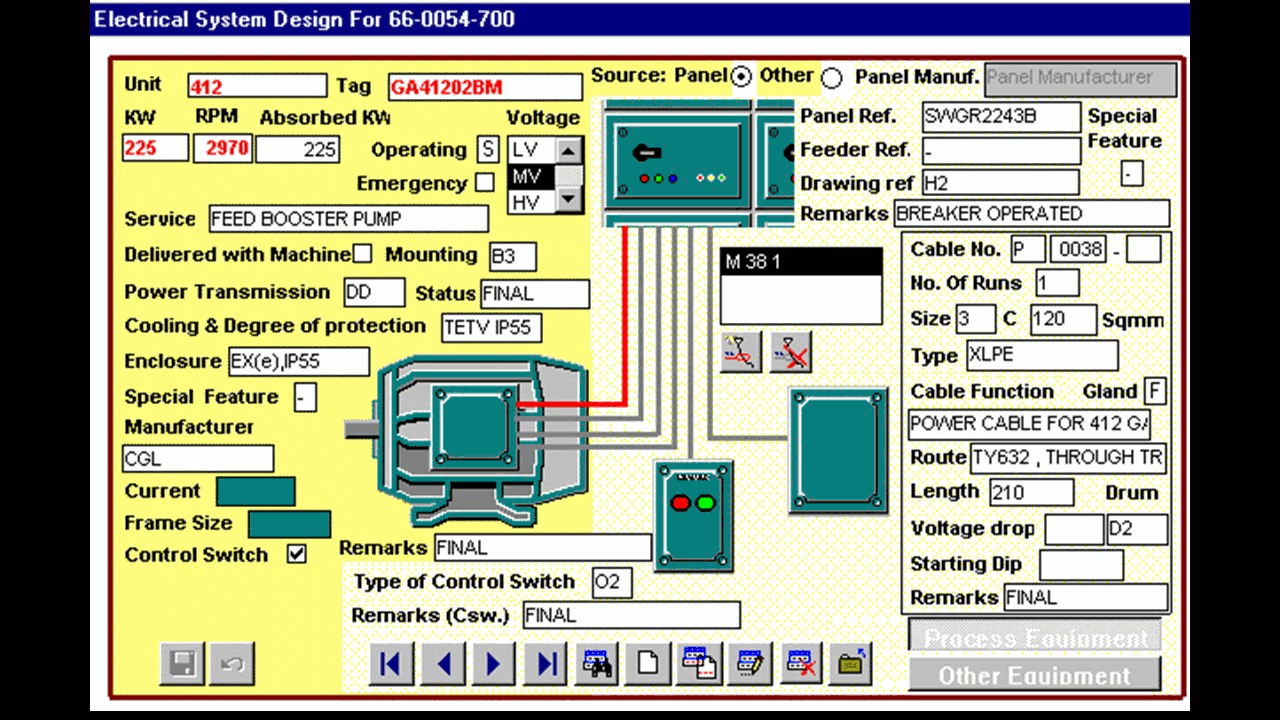 Electrical System Design For 66-0054-700
Unit 412 Tag GA41202BM Source: Panel Other Panel Manuf. Panel Manufacturer
KW RPM Absorbed KW Voltage Panel Ref. SWGR2243B Special Feature
225 2970 225 Operating S LV Feeder Ref. -
Emergency MV Drawing ref H2 -
HV
Service FEED BOOSTER PUMP Remarks BREAKER OPERATED
Delivered with Machine Mounting B3 M 38 1 Cable No. P 0038 -
Power Transmission DD Status FINAL No. Of Runs 1
Cooling & Degree of protection TETV IP55 Size 3 C 120 Sqmm
Enclosure EX(e),IP55 Type XLPE
Special Feature - Cable Function Gland F
Manufacturer POWER CABLE FOR 412 GA
CGL Route TY632 , THROUGH TR
Current Length 210 Drum
Frame Size Voltage drop D2
Control Switch Remarks FINAL Starting Dip
Type of Control Switch O2 Remarks FINAL
Remarks (Csw.) FINAL
Process Equipment
Other Equipment